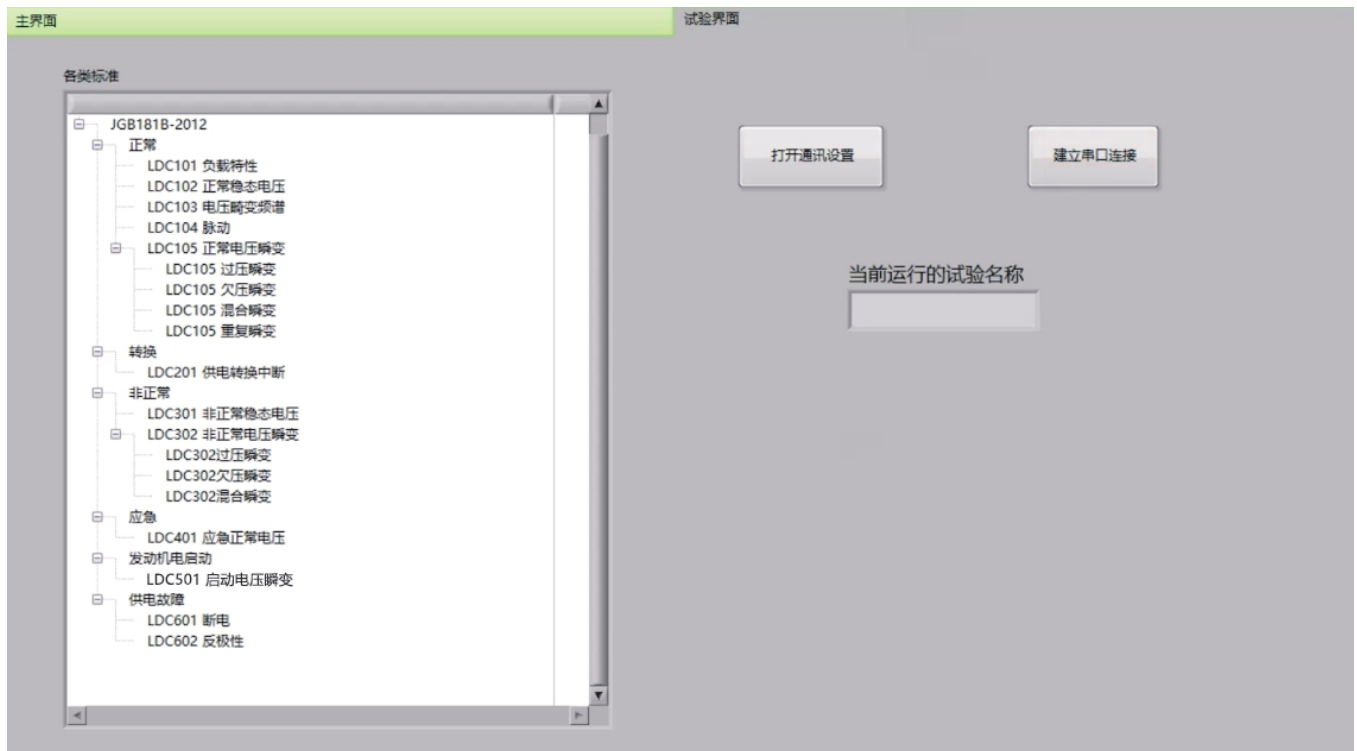 主界面
试验界面
各类标准
JGB181B-2012
正常
LDC101 负载特性
LDC102 正常稳态电压
LDC103 电压畸变频谱
LDC104 脉动
LDC105 正常电压瞬变
LDC105 过压瞬变
LDC105 欠压瞬变
LDC105 混合瞬变
LDC105 重复瞬变
转换
LDC201 供电转换中断
非正常
LDC301 非正常稳态电压
LDC302 非正常电压瞬变
LDC302过压瞬变
LDC302欠压瞬变
LDC302混合瞬变
应急
LDC401 应急正常电压
发动机电启动
LDC501 启动电压瞬变
供电故障
LDC601 断电
LDC602 反极性
打开通讯设置
建立串口连接
当前运行的试验名称